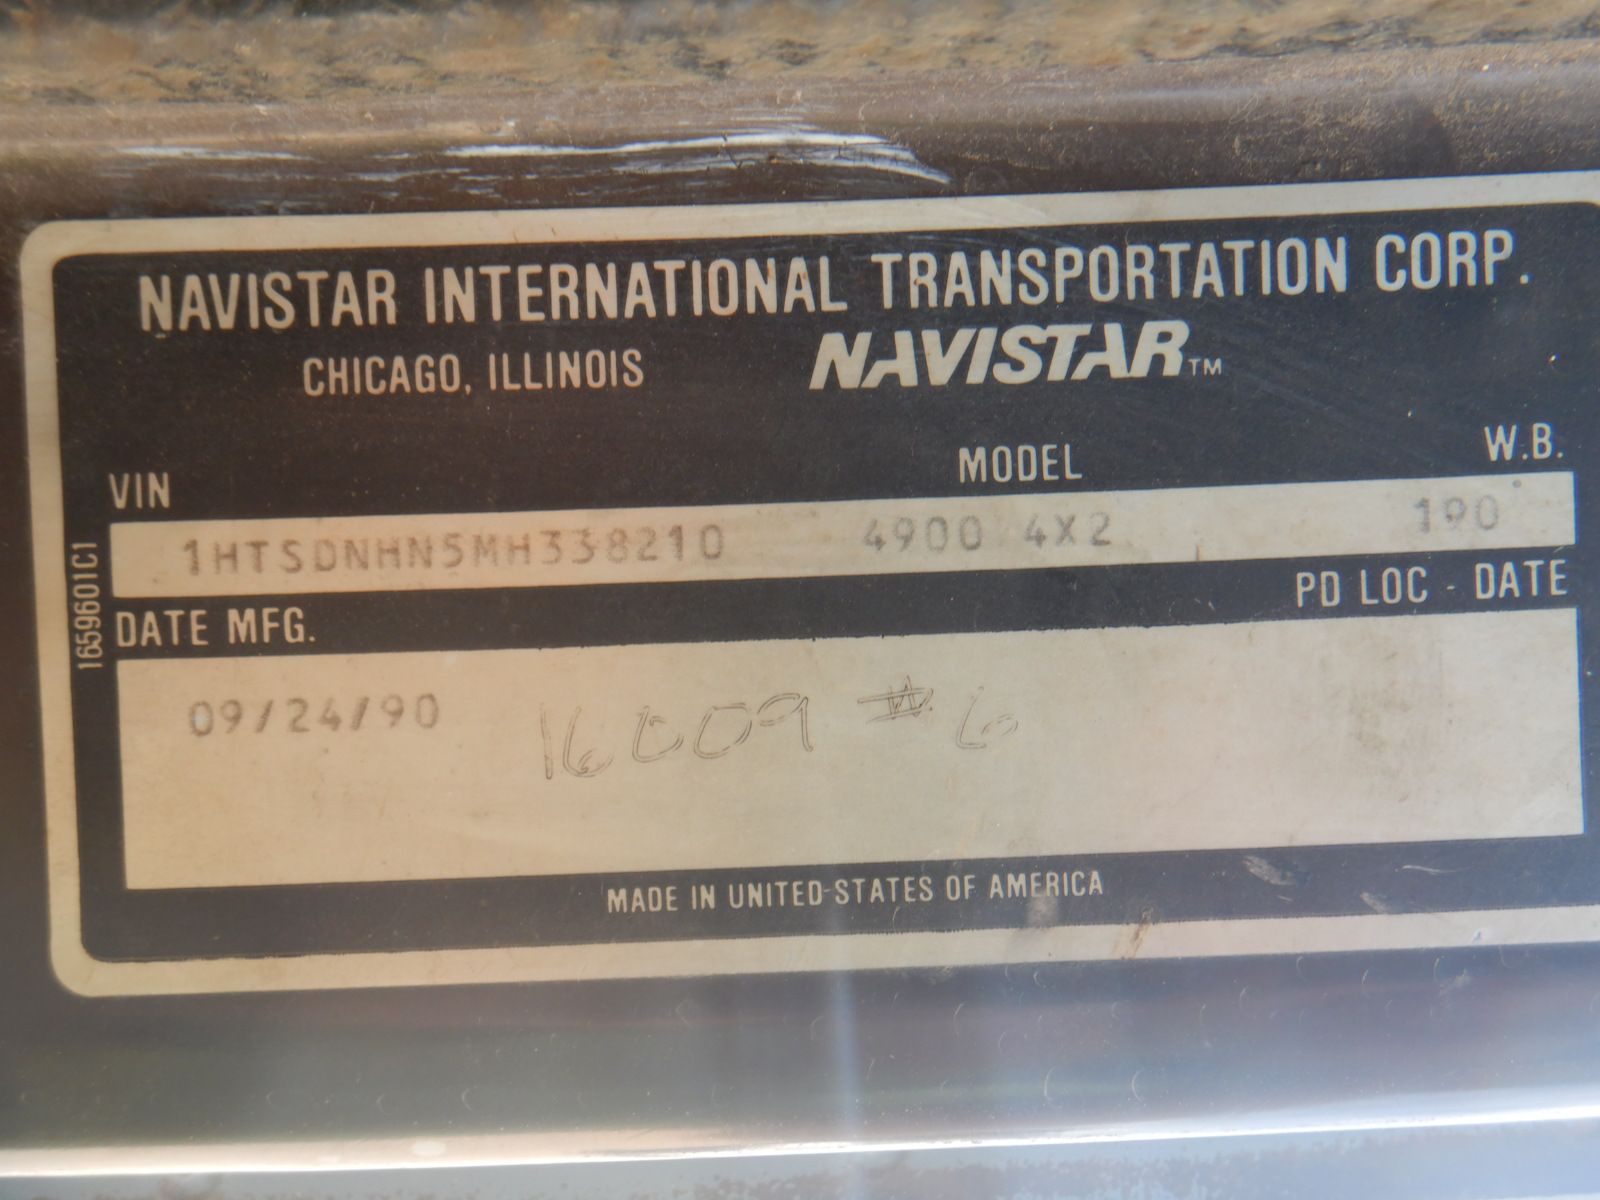 NAVISTAR INTERNATIONAL TRANSPORTATION CORP.
CHICAGO, ILLINOIS NAVISTAR™
VIN MODEL W.B.
1HTSDNHN5MH338210 4900 4X2 190
DATE MFG. PD LOC - DATE
09/24/90 16009 # 6
MADE IN UNITED STATES OF AMERICA
1659601C1